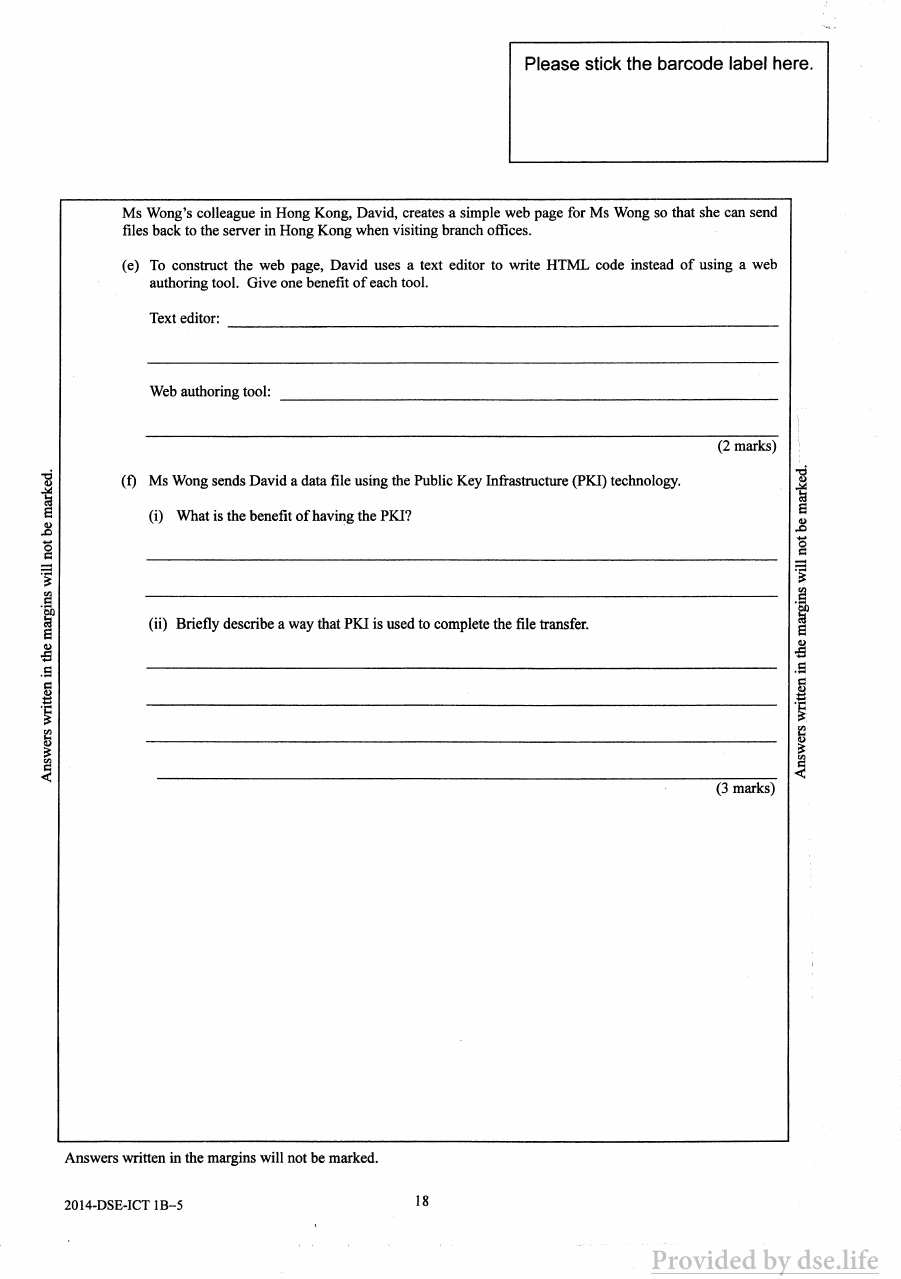 Please stick the barcode label here.
Ms Wong's colleague in Hong Kong, David, creates a simple web page for Ms Wong so that she can send
files back to the server in Hong Kong when visiting branch offices.
(e) To construct the web page, David uses a text editor to write HTML code instead of using a web
authoring tool. Give one benefit of each tool.
Text editor:
Web authoring tool:
(2 marks)
(f) Ms Wong sends David a data file using the Public Key Infrastructure (PKI) technology.
(i) What is the benefit of having the PKI?
(ii) Briefly describe a way that PKI is used to complete the file transfer.
(3 marks)
Answers written in the margins will not be marked.
Answers written in the margins will not be marked.
Answers written in the margins will not be marked.
2014-DSE-ICT 1B–5
18
Provided by dse.life